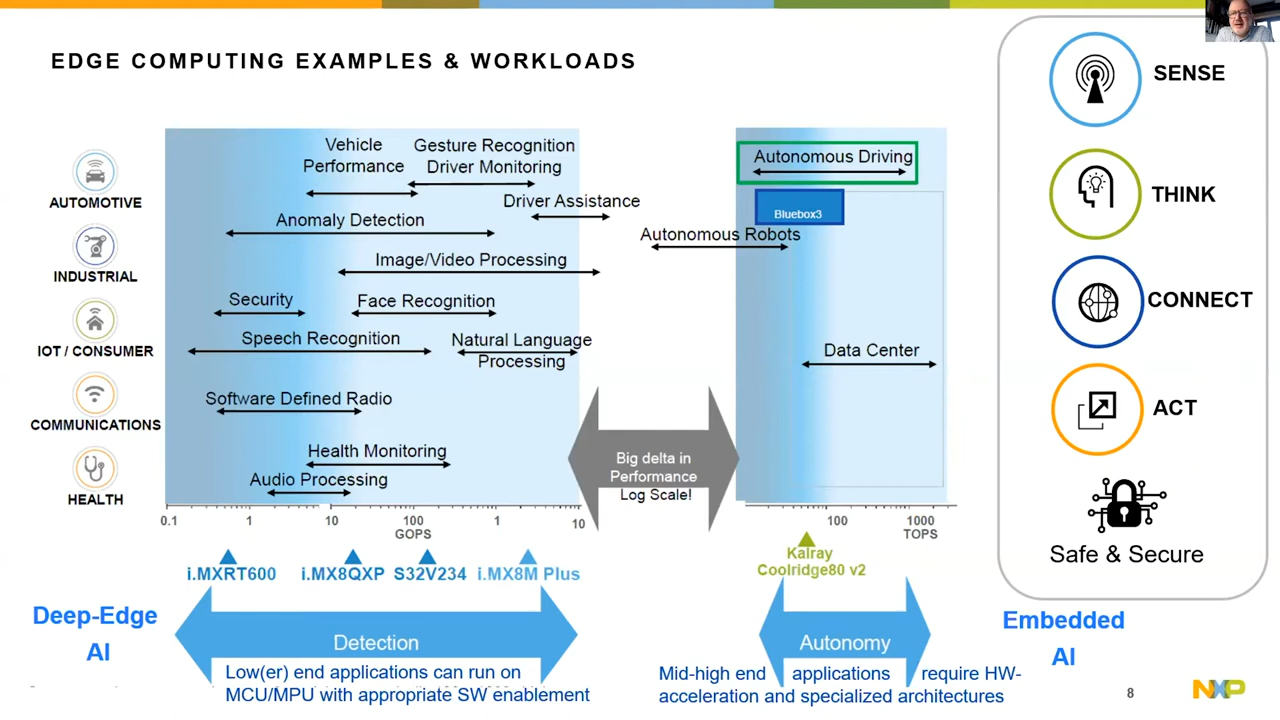 EDGE COMPUTING EXAMPLES & WORKLOADS
AUTOMOTIVE
INDUSTRIAL
IOT / CONSUMER
COMMUNICATIONS
HEALTH
Vehicle
Performance
Gesture Recognition
Driver Monitoring
Driver Assistance
Anomaly Detection
Image/Video Processing
Security
Face Recognition
Speech Recognition
Natural Language
Processing
Software Defined Radio
Health Monitoring
Audio Processing
0.1 1 10 100 1 10
GOPS
Autonomous Driving
Bluebox3
Autonomous Robots
Data Center
Big delta in
Performance
Log Scale!
100 1000
TOPS
i.MXRT600 i.MX8QXP S32V234 i.MX8M Plus
Kalray
Coolridge80 v2
Deep-Edge
AI
Detection
Low(er) end applications can run on
MCU/MPU with appropriate SW enablement
Autonomy
Mid-high end applications require HW-
acceleration and specialized architectures
Embedded
AI
SENSE
THINK
CONNECT
ACT
Safe & Secure
8
NXP